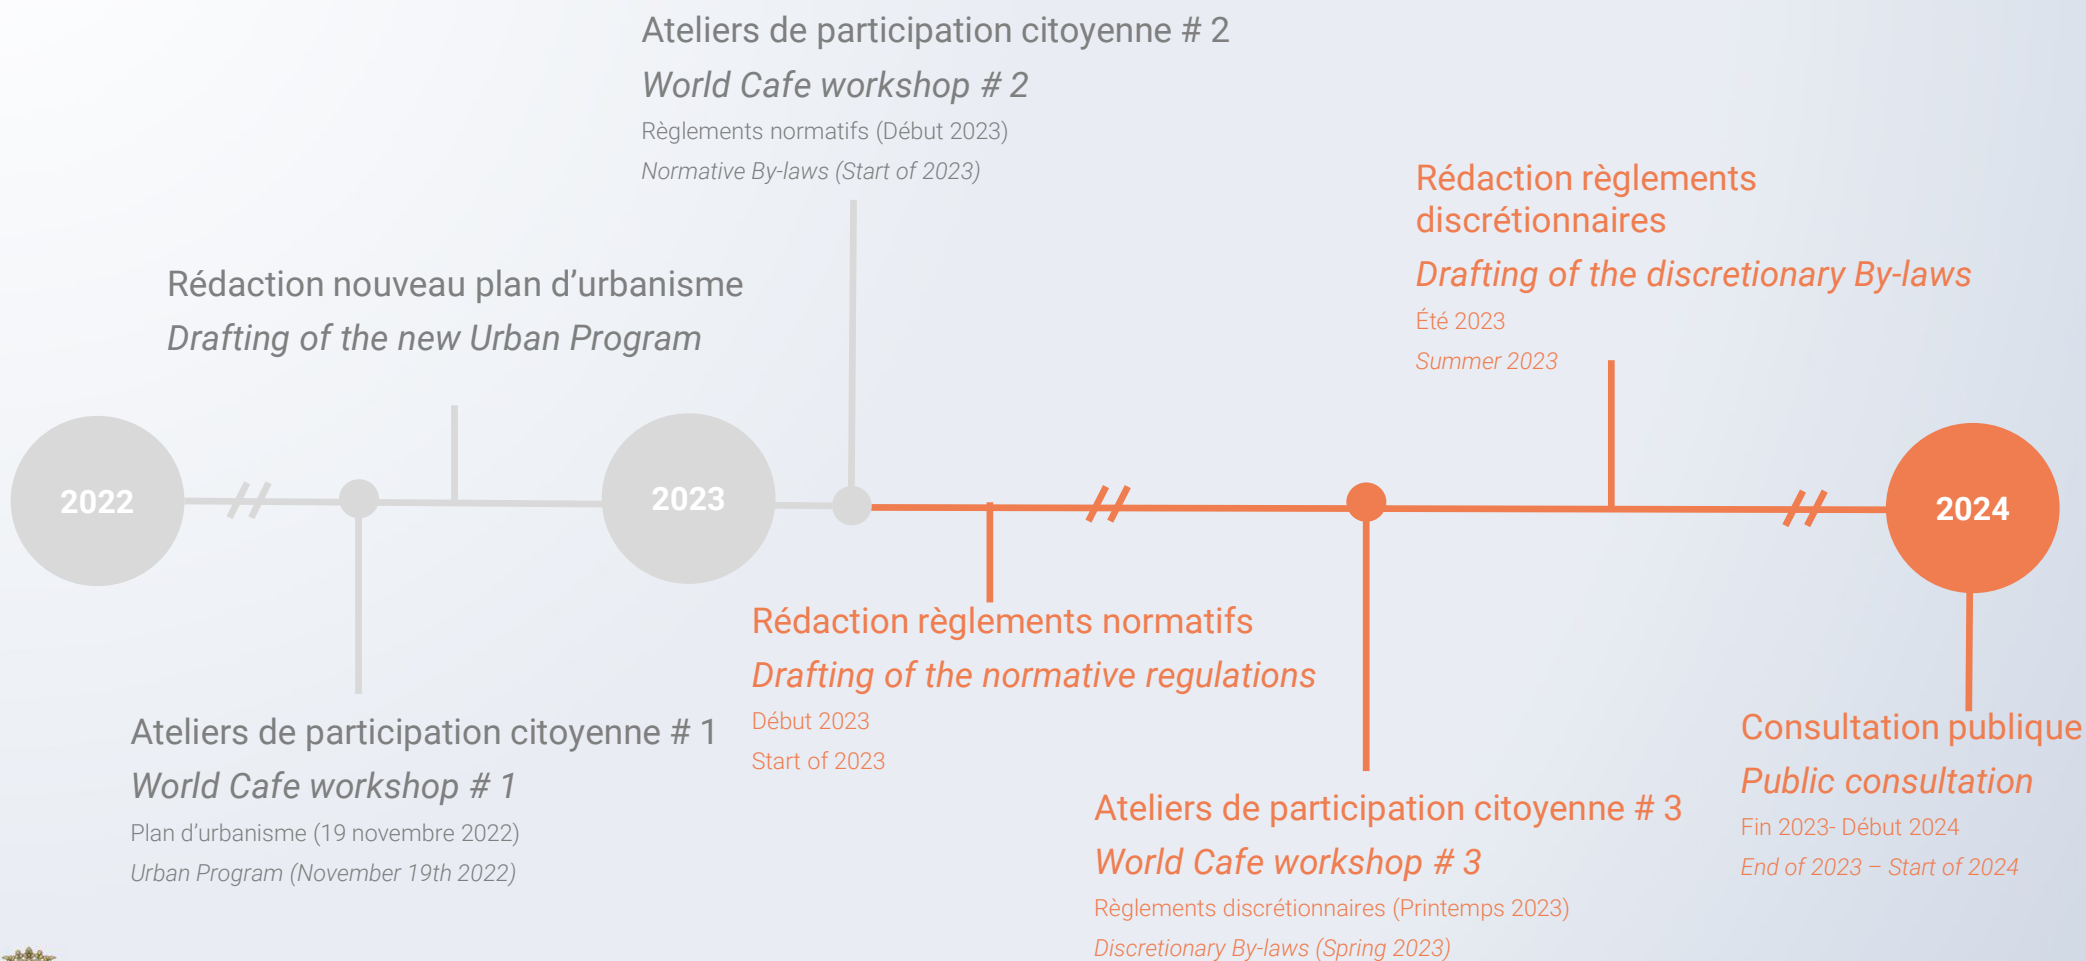 Ateliers de participation citoyenne # 2
World Cafe workshop # 2
Règlements normatifs (Début 2023)
Normative By-laws (Start of 2023)
Rédaction règlements
discrétionnaires
Drafting of the discretionary By-laws
Été 2023
Summer 2023
Rédaction nouveau plan d’urbanisme
Drafting of the new Urban Program
2022
2023
2024
Rédaction règlements normatifs
Drafting of the normative regulations
Début 2023
Start of 2023
Ateliers de participation citoyenne # 1
World Cafe workshop # 1
Plan d’urbanisme (19 novembre 2022)
Urban Program (November 19th 2022)
Ateliers de participation citoyenne # 3
World Cafe workshop # 3
Règlements discrétionnaires (Printemps 2023)
Discretionary By-laws (Spring 2023)
Consultation publique
Public consultation
Fin 2023- Début 2024
End of 2023 – Start of 2024